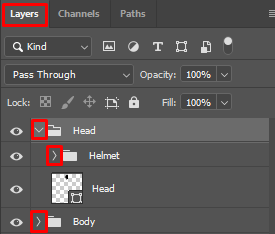 Layers Channels Paths
Kind
Pass Through Opacity: 100%
Lock: Fill: 100%
Head
Helmet
Head
Body